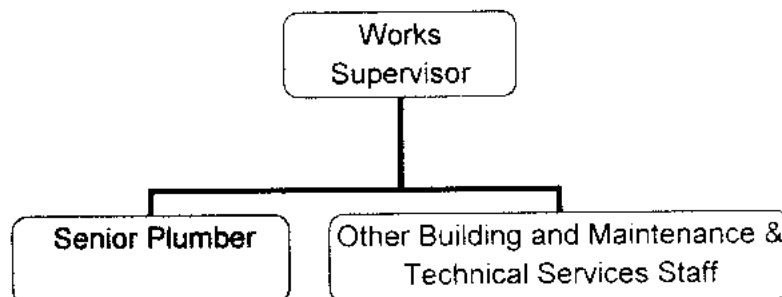 Works
Supervisor
Senior Plumber
Other Building and Maintenance &
Technical Services Staff